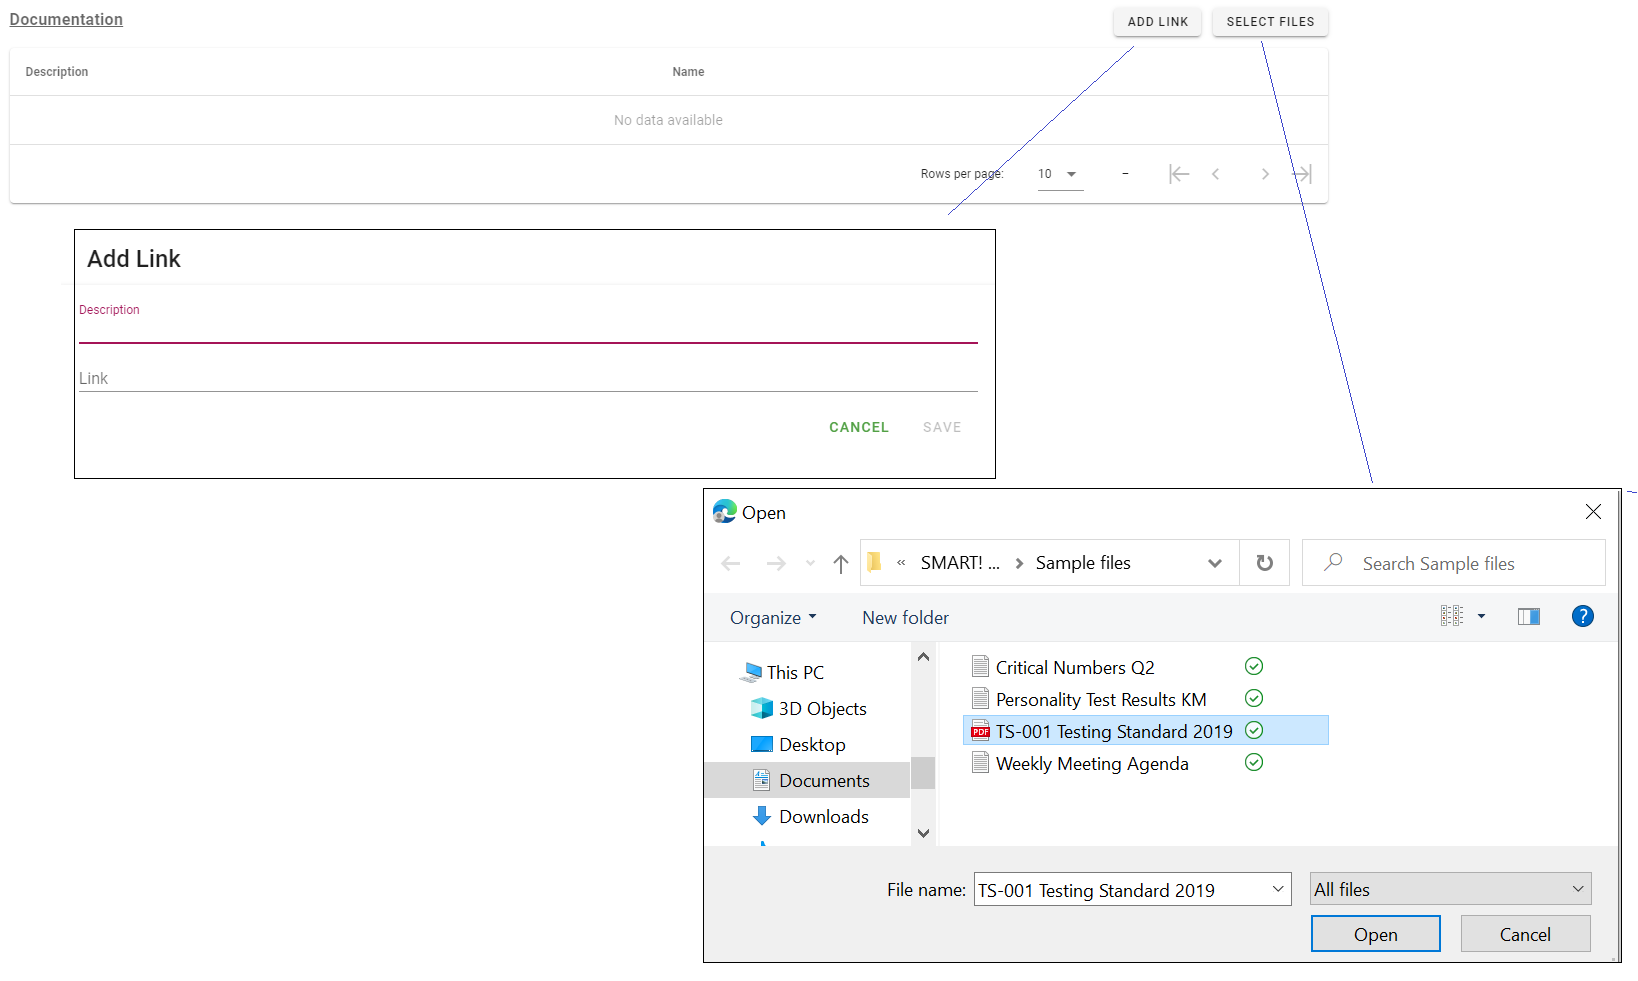 Documentation
ADD LINK
SELECT FILES
Description
Name
No data available
Rows per page:
10
–
Add Link
Description
Link
CANCEL
SAVE
Open
« SMART! ... > Sample files
Search Sample files
Organize
New folder
?
This PC
3D Objects
Desktop
Documents
Downloads
Critical Numbers Q2
Personality Test Results KM
PDF TS-001 Testing Standard 2019
Weekly Meeting Agenda
File name:
TS-001 Testing Standard 2019
All files
Open
Cancel